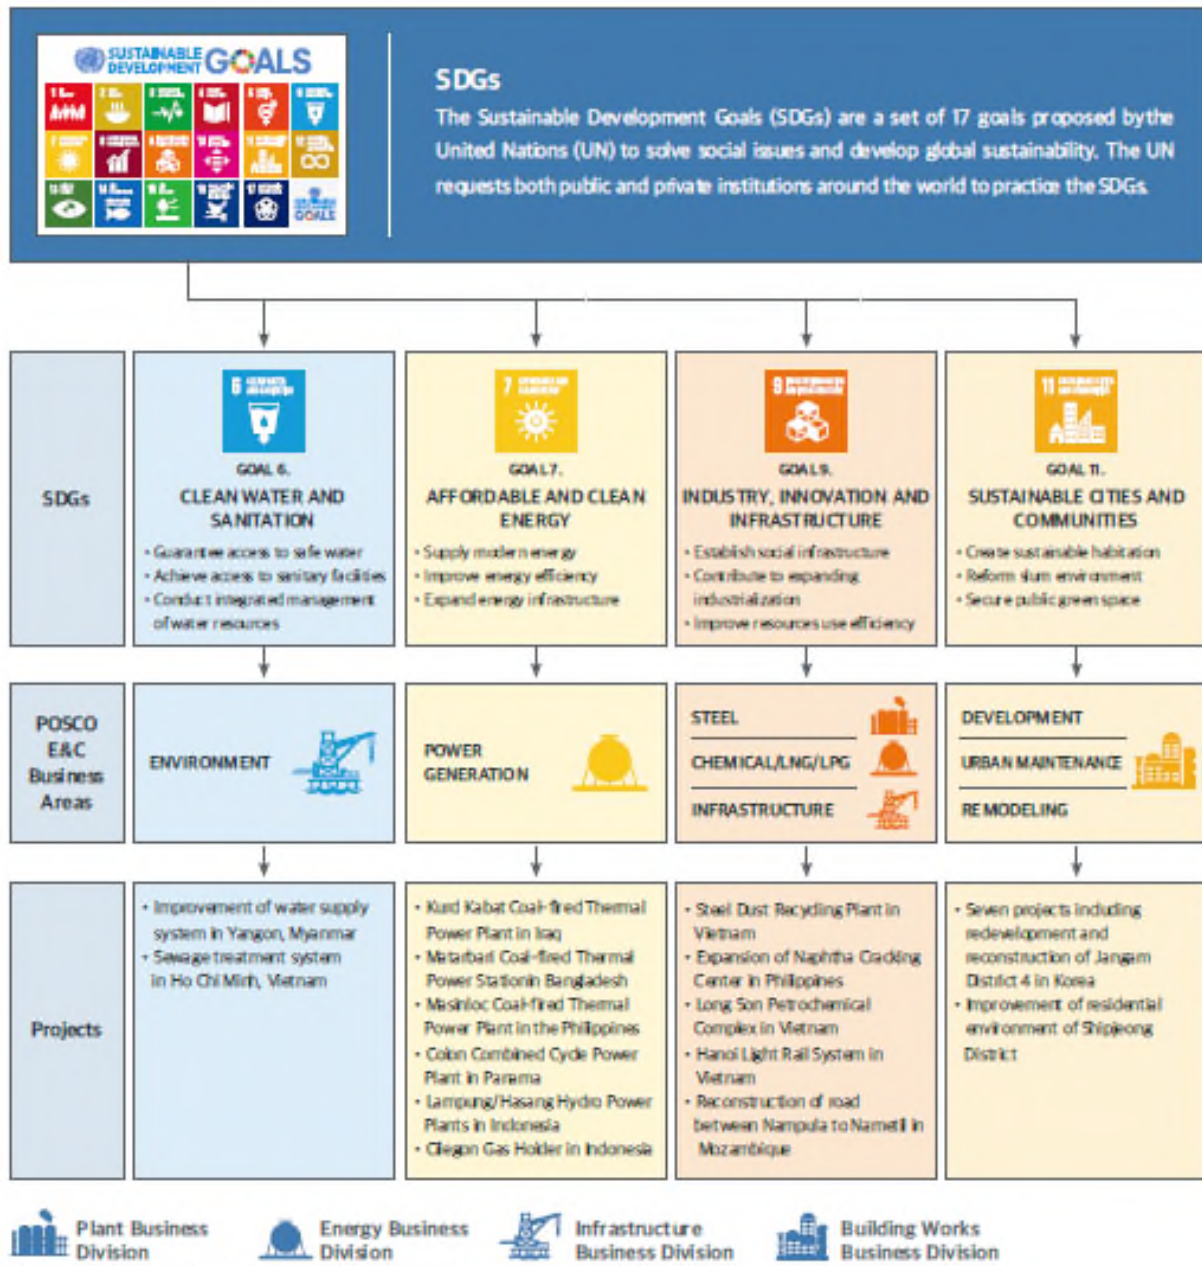 SUSTAINABLE
DEVELOPMENT GOALS
GOALS
SDGs
The Sustainable Development Goals (SDGs) are a set of 17 goals proposed bythe
United Nations (UN) to solve social issues and develop global sustainability. The UN
requests both public and private institutions around the world to practice the SDGs.
SDGs
6
GOAL 6.
CLEAN WATER AND
SANITATION
• Guarantee access to safe water
• Achieve access to sanitary facilities
• Conduct integrated management
of water resources
7
GOAL 7.
AFFORDABLE AND CLEAN
ENERGY
• Supply modern energy
• Improve energy efficiency
• Expand energy infrastructure
9
GOAL 9.
INDUSTRY, INNOVATION AND
INFRASTRUCTURE
• Establish social infrastructure
• Contribute to expanding
industrialization
• Improve resources use efficiency
11
GOAL 11.
SUSTAINABLE CITIES AND
COMMUNITIES
• Create sustainable habitation
• Reform slum environment
• Secure public green space
POSCO
E&C
Business
Areas
ENVIRONMENT
POWER
GENERATION
STEEL
CHEMICAL/LNG/LPG
INFRASTRUCTURE
DEVELOPMENT
URBAN MAINTENANCE
REMODELING
Projects
• Improvement of water supply
system in Yangon, Myanmar
• Sewage treatment system
in Ho Chi Minh, Vietnam
• Kurd Kabat Coal-fired Thermal
Power Plant in Iraq
• Matarbari Coal-fired Thermal
Power Stationin Bangladesh
• Masinloc Coal-fired Thermal
Power Plant in the Philippines
• Colon Combined Cycle Power
Plant in Panama
• Lampung/Hasang Hydro Power
Plants in Indonesia
• Cilegon Gas Holder in Indonesia
• Steel Dust Recycling Plant in
Vietnam
• Expansion of Naphtha Cracking
Center in Philippines
• Long Son Petrochemical
Complex in Vietnam
• Hanoi Light Rail System in
Vietnam
• Reconstruction of road
between Nampula to Nametil in
Mozambique
• Seven projects including
redevelopment and
reconstruction of Jangam
District 4 in Korea
• Improvement of residential
environment of Shipjeong
District
Plant Business
Division
Energy Business
Division
Infrastructure
Business Division
Building Works
Business Division